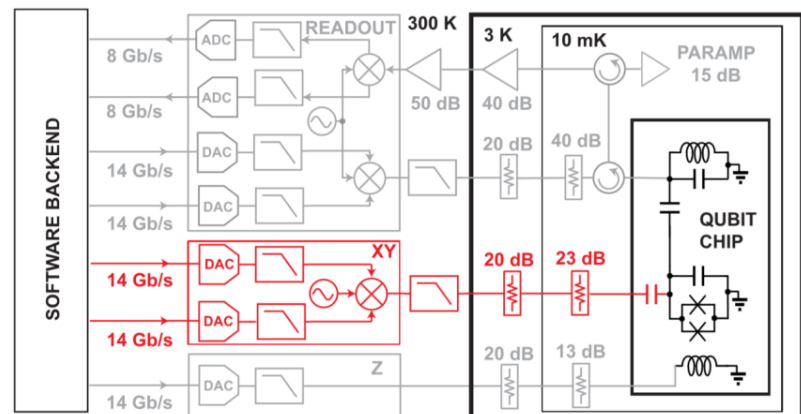 READOUT
300 K
3 K
10 mK
ADC
8 Gb/s
50 dB
40 dB
PARAMP
15 dB
ADC
8 Gb/s
DAC
14 Gb/s
20 dB
40 dB
DAC
14 Gb/s
QUBIT
CHIP
SOFTWARE BACKEND
XY
DAC
14 Gb/s
20 dB
23 dB
DAC
14 Gb/s
Z
20 dB
13 dB
DAC
14 Gb/s